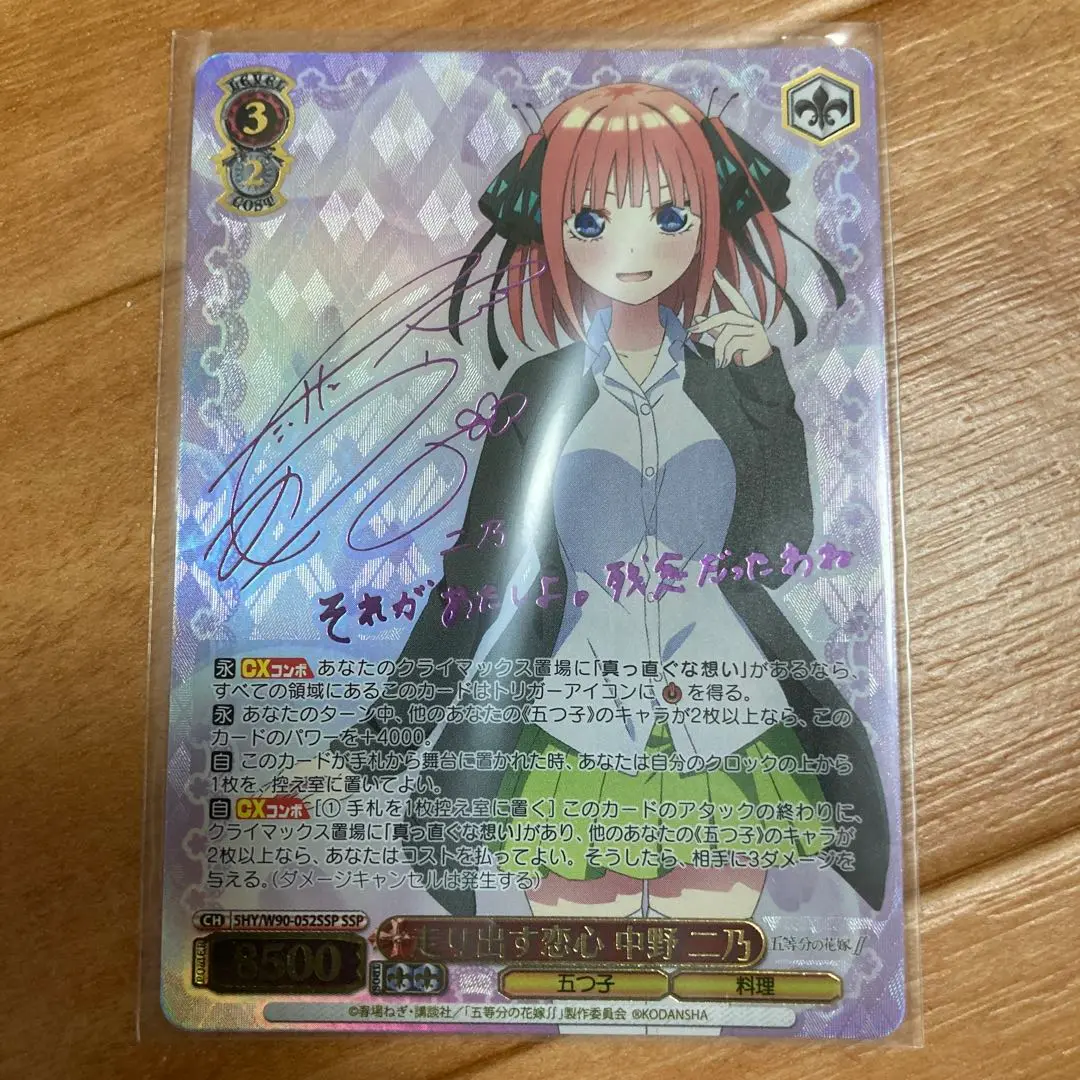 LEVEL
3
2
COST
二乃
それがあたしよ。残念だったわね
永 CXコンボ あなたのクライマックス置場に「真っ直ぐな想い」があるなら、
すべての領域にあるこのカードはトリガーアイコンに を得る。
永 あなたのターン中、他のあなたの《五つ子》のキャラが2枚以上なら、この
カードのパワーを+4000。
自 このカードが手札から舞台に置かれた時、あなたは自分のクロックの上から
1枚を、控え室に置いてよい。
自 CXコンボ [① 手札を1枚控え室に置く] このカードのアタックの終わりに、
クライマックス置場に「真っ直ぐな想い」があり、他のあなたの《五つ子》のキャラが
2枚以上なら、あなたはコストを払ってよい。そうしたら、相手に3ダメージを
与える。(ダメージキャンセルは発生する)
CH 5HY/W90-052SSP SSP
POWER 8500 SOUL 走り出す恋心 中野 二乃 五等分の花嫁∬
五つ子 料理
©春場ねぎ・講談社/「五等分の花嫁∬」製作委員会 ®KODANSHA